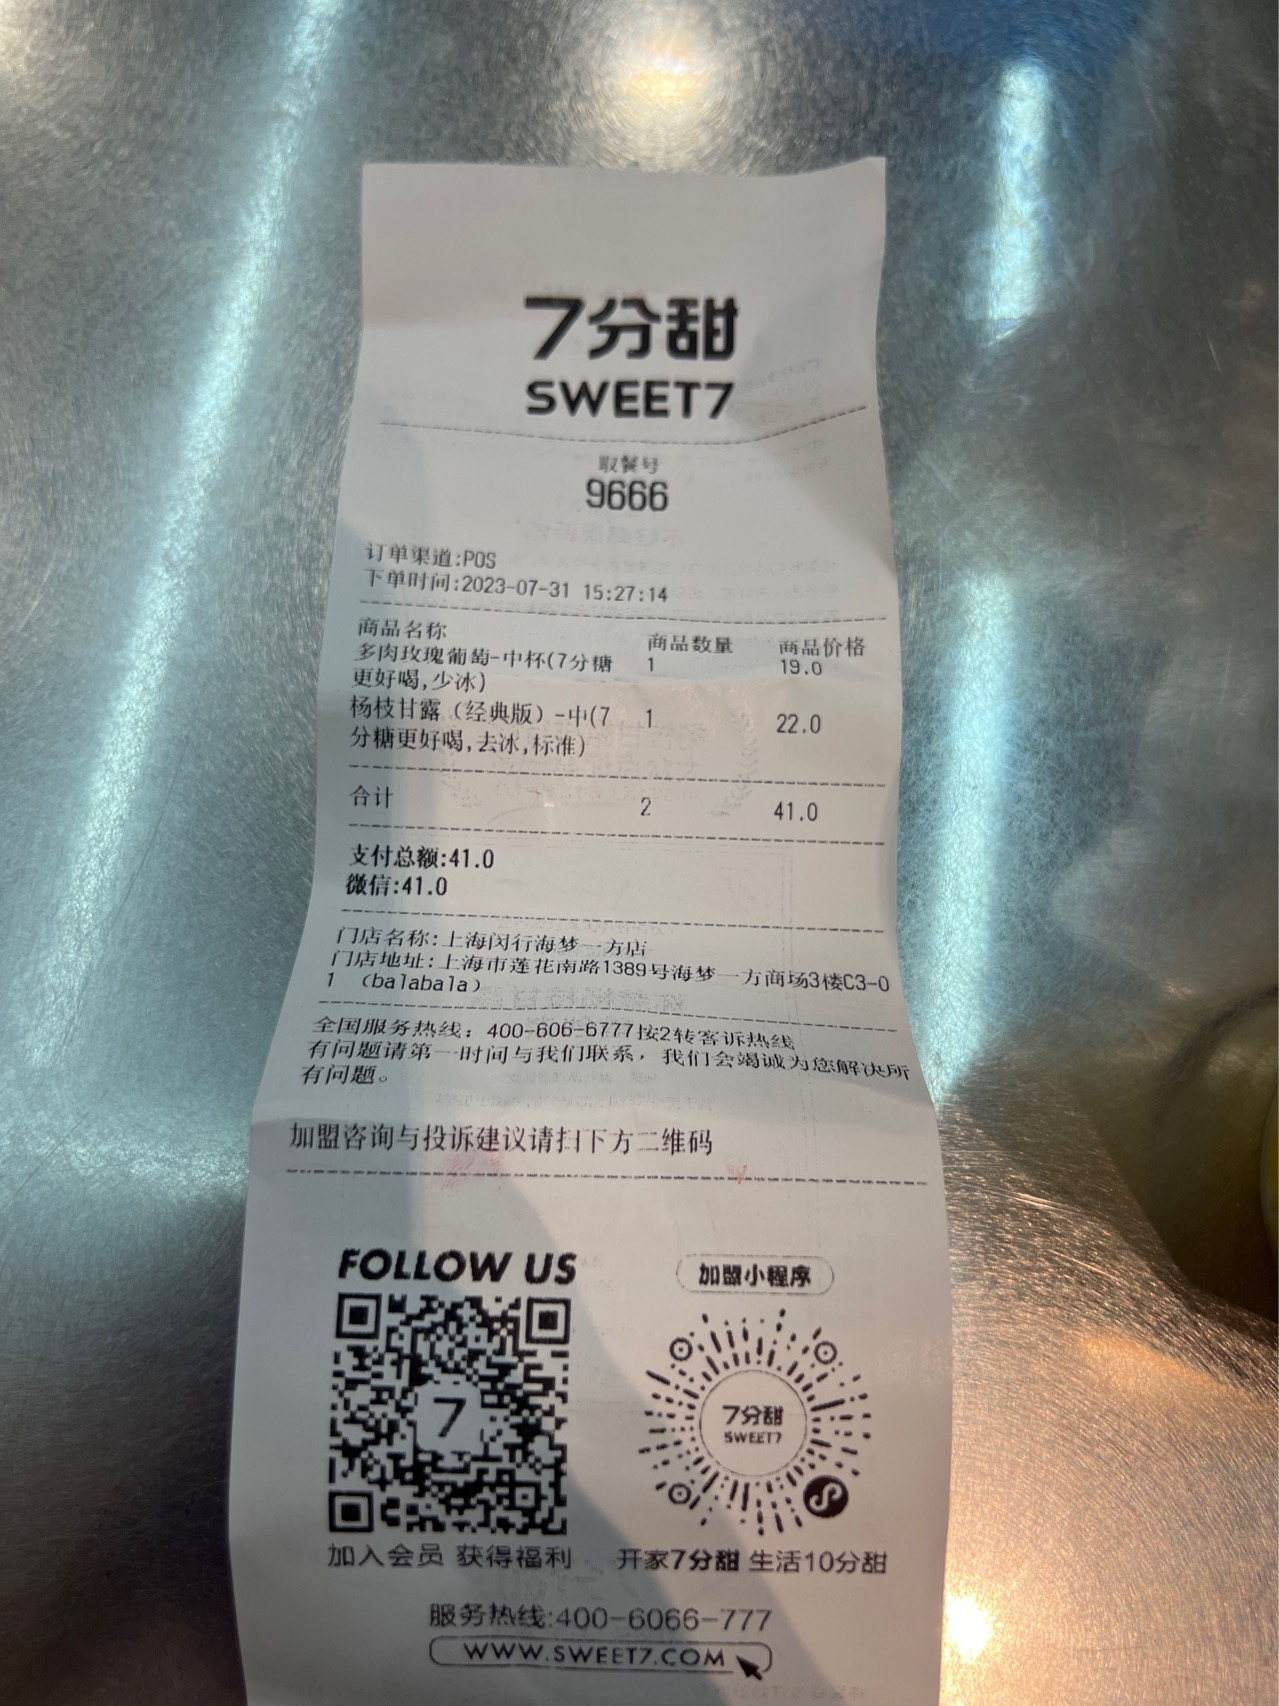 7分甜
SWEET7
取餐号
9666
订单渠道:POS
下单时间:2023-07-31 15:27:14
商品名称 商品数量 商品价格
多肉玫瑰葡萄-中杯(7分糖 1 19.0
更好喝,少冰)
杨枝甘露（经典版）-中(7 1 22.0
分糖更好喝,去冰,标准)
合计 2 41.0
支付总额:41.0
微信:41.0
门店名称:上海闵行海梦一方店
门店地址:上海市莲花南路1389号海梦一方商场3楼C3-0
1 （balabala）
全国服务热线：400-606-6777按2转客诉热线
有问题请第一时间与我们联系，我们会竭诚为您解决所
有问题。
加盟咨询与投诉建议请扫下方二维码
FOLLOW US
加盟小程序
7
7分甜
SWEET7
加入会员 获得福利
开家7分甜 生活10分甜
服务热线:400-6066-777
WWW.SWEET7.COM